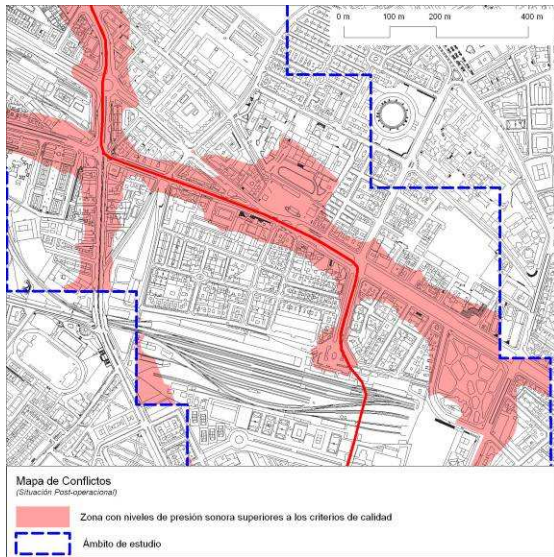 0 m 100 m 200 m 400 m
Mapa de Conflictos
(Situación Post-operacional)
Zona con niveles de presión sonora superiores a los criterios de calidad
Ámbito de estudio